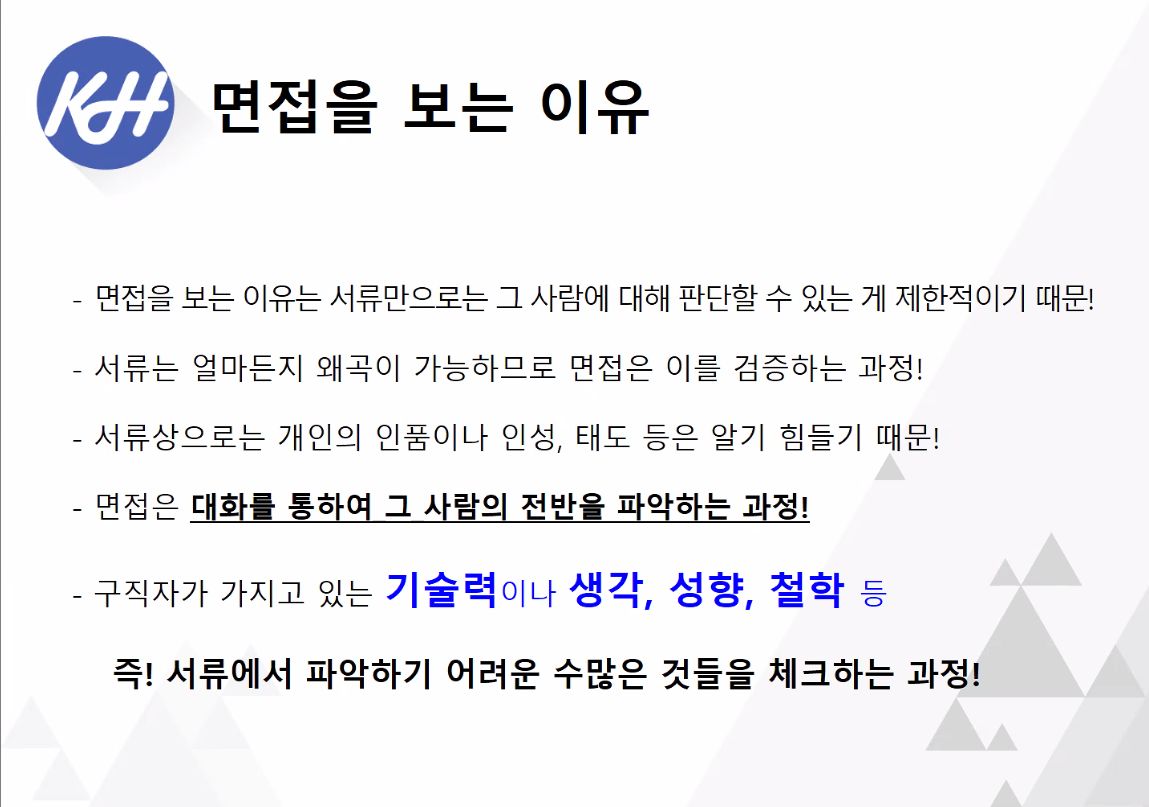 KH
면접을 보는 이유
- 면접을 보는 이유는 서류만으로는 그 사람에 대해 판단할 수 있는 게 제한적이기 때문!
- 서류는 얼마든지 왜곡이 가능하므로 면접은 이를 검증하는 과정!
- 서류상으로는 개인의 인품이나 인성, 태도 등은 알기 힘들기 때문!
- 면접은 대화를 통하여 그 사람의 전반을 파악하는 과정!
- 구직자가 가지고 있는 기술력이나 생각, 성향, 철학 등
즉! 서류에서 파악하기 어려운 수많은 것들을 체크하는 과정!